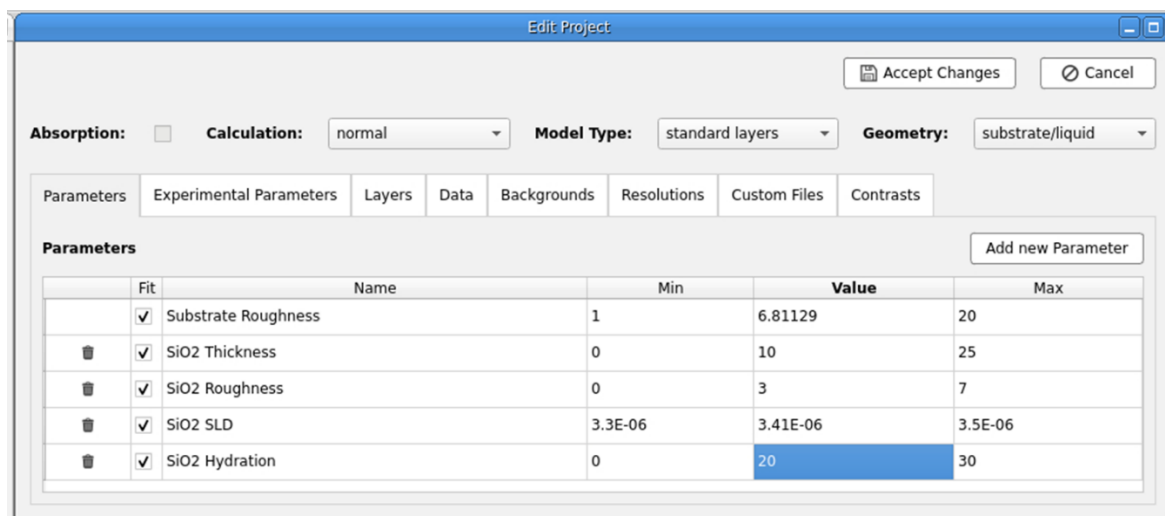 Edit Project
Accept Changes Cancel
Absorption: Calculation: normal Model Type: standard layers Geometry: substrate/liquid
Parameters Experimental Parameters Layers Data Backgrounds Resolutions Custom Files Contrasts
Parameters Add new Parameter
Fit Name Min Value Max
Substrate Roughness 1 6.81129 20
SiO2 Thickness 0 10 25
SiO2 Roughness 0 3 7
SiO2 SLD 3.3E-06 3.41E-06 3.5E-06
SiO2 Hydration 0 20 30